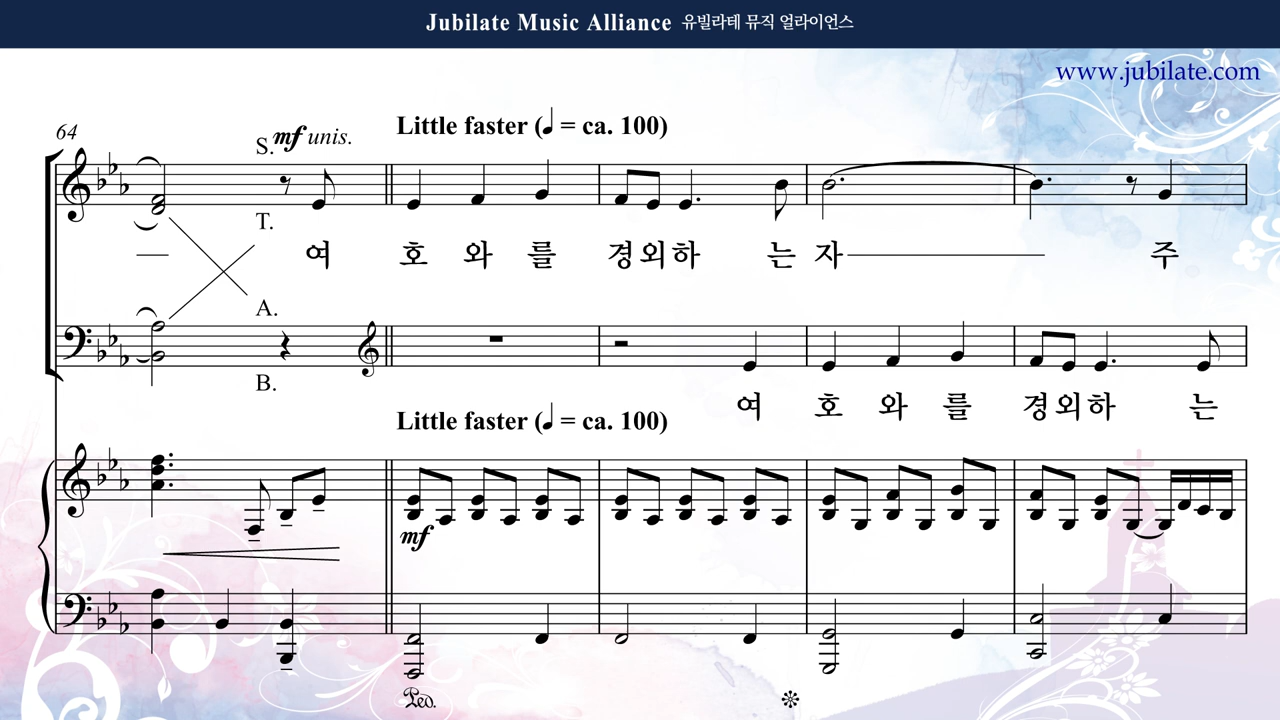 Jubilate Music Alliance 유빌라테 뮤직 얼라이언스
www.jubilate.com
64
S. mf unis.
Little faster (♩ = ca. 100)
T.
여 호 와 를 경 외 하 는 자 주
A.
B.
여 호 와 를 경 외 하 는
Little faster (♩ = ca. 100)
mf
Ped.